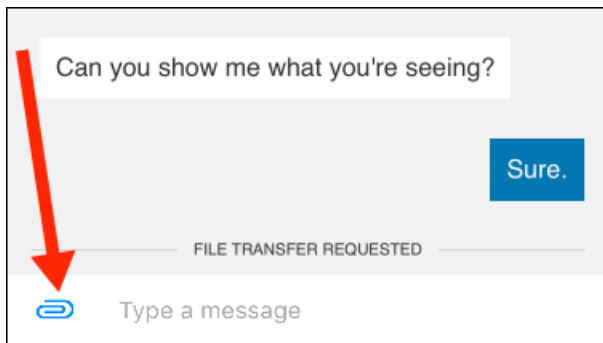 Can you show me what you're seeing?
Sure.
FILE TRANSFER REQUESTED
Type a message